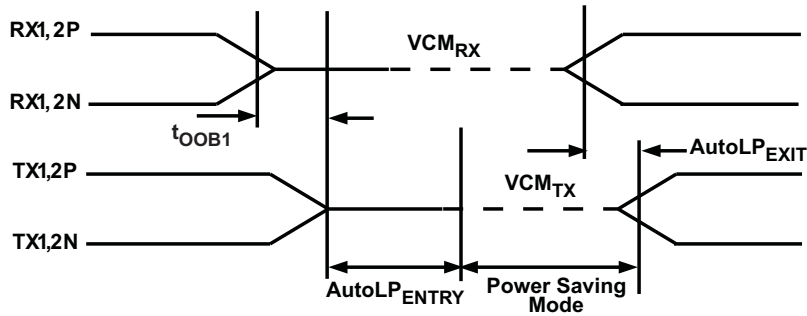 RX1, 2P
VCMRX
RX1, 2N
tOOB1
AutoLPEXIT
TX1,2P
VCMTX
TX1,2N
AutoLPENTRY
Power Saving
Mode